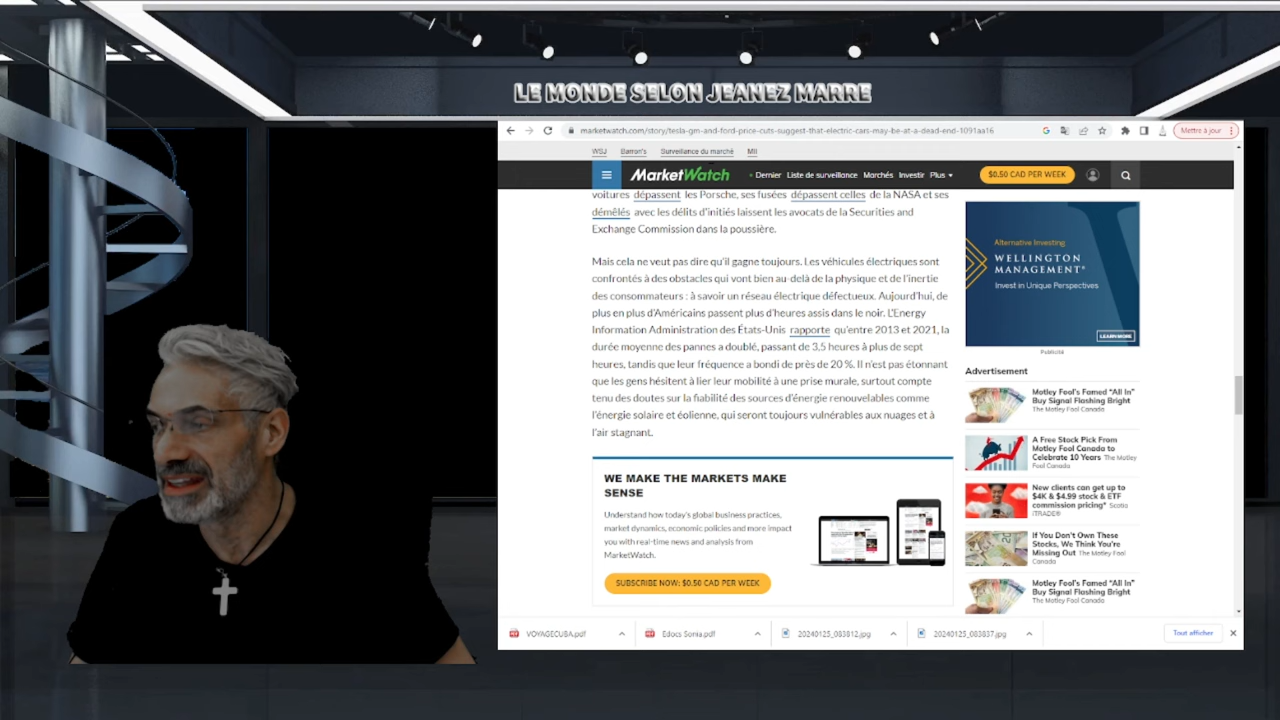 LE MONDE SELON JEANEZ MARRE
marketwatch.com/story/tesla-gm-and-ford-price-cuts-suggest-that-electric-cars-may-be-at-a-dead-end-1091aa16
Mettre à jour
WSJ Barron's Surveillance du marché MII
MarketWatch Dernier Liste de surveillance Marchés Investir Plus
$0.50 CAD PER WEEK
voitures dépassent les Porsche, ses fusées dépassent celles de la NASA et ses
démêlés avec les délits d'initiés laissent les avocats de la Securities and
Exchange Commission dans la poussière.
Mais cela ne veut pas dire qu'il gagne toujours. Les véhicules électriques sont
confrontés à des obstacles qui vont bien au-delà de la physique et de l'inertie
des consommateurs : à savoir un réseau électrique défectueux. Aujourd'hui, de
plus en plus d'Américains passent plus d'heures assis dans le noir. L'Energy
Information Administration des États-Unis rapporte qu'entre 2013 et 2021, la
durée moyenne des pannes a doublé, passant de 3,5 heures à plus de sept
heures, tandis que leur fréquence a bondi de près de 20 %. Il n'est pas étonnant
que les gens hésitent à lier leur mobilité à une prise murale, surtout compte
tenu des doutes sur la fiabilité des sources d'énergie renouvelables comme
l'énergie solaire et éolienne, qui seront toujours vulnérables aux nuages et à
l'air stagnant.
WE MAKE THE MARKETS MAKE
SENSE
Understand how today's global business practices,
market dynamics, economic policies and more impact
you with real-time news and analysis from
MarketWatch.
SUBSCRIBE NOW: $0.50 CAD PER WEEK
Alternative Investing
WELLINGTON
MANAGEMENT®
Invest in Unique Perspectives
LEARN MORE
Publicité
Advertisement
Motley Fool's Famed "All In"
Buy Signal Flashing Bright
The Motley Fool Canada
A Free Stock Pick From
Motley Fool Canada to
Celebrate 10 Years The Motley
Fool Canada
New clients can get up to
$4K & $4.99 stock & ETF
commission pricing* Scotia
iTRADE®
If You Don't Own These
Stocks, We Think You're
Missing Out The Motley Fool
Canada
Motley Fool's Famed "All In"
Buy Signal Flashing Bright
The Motley Fool Canada
VOYAGECUBA.pdf Edocs Sonia.pdf 20240125_083812.jpg 20240125_083837.jpg Tout afficher